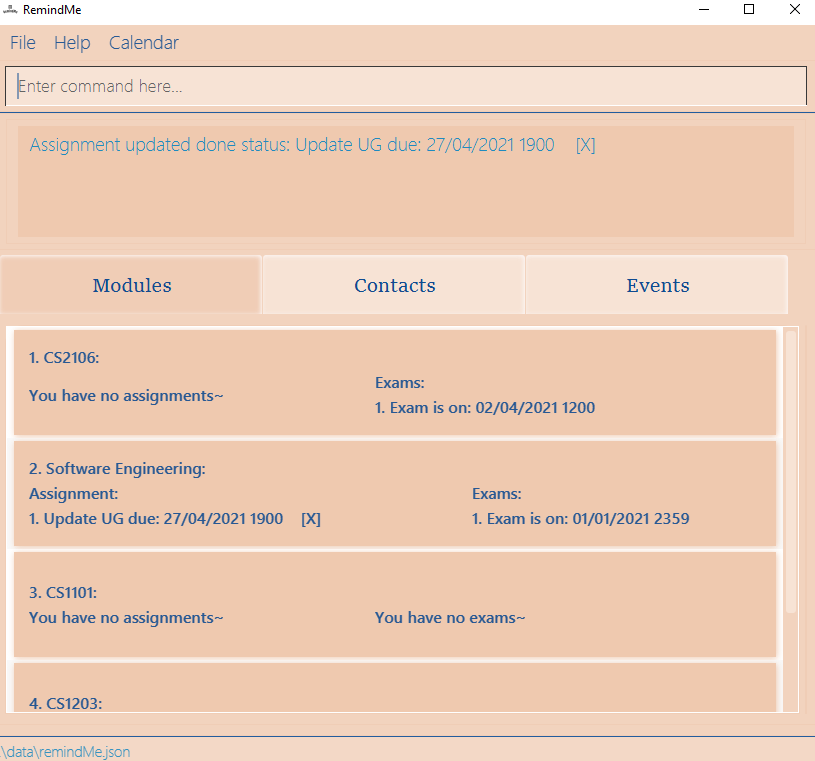 RemindMe
File Help Calendar
Enter command here...
Assignment updated done status: Update UG due: 27/04/2021 1900 [X]
Modules Contacts Events
1. CS2106:
You have no assignments~
Exams:
1. Exam is on: 02/04/2021 1200
2. Software Engineering:
Assignment:
1. Update UG due: 27/04/2021 1900 [X]
Exams:
1. Exam is on: 01/01/2021 2359
3. CS1101:
You have no assignments~
You have no exams~
4. CS1203:
.\data\remindMe.json